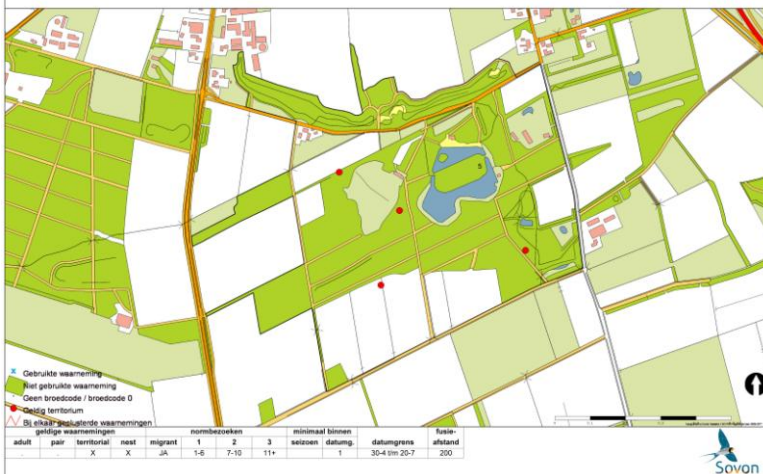 5
x Gebruikte waarneming
Niet gebruikte waarneming
Geen broedcode / broedcode 0
Geldig territorium
Bij elkaar geclusterde waarnemingen
geldige waarnemingen normbezoeken minimaal binnen fusie-
adult pair territorial nest migrant 1 2 3 seizoen datumg. datumgrens afstand
. . X X JA 1-6 7-10 11+ 1 30-4 t/m 20-7 200
Sovon